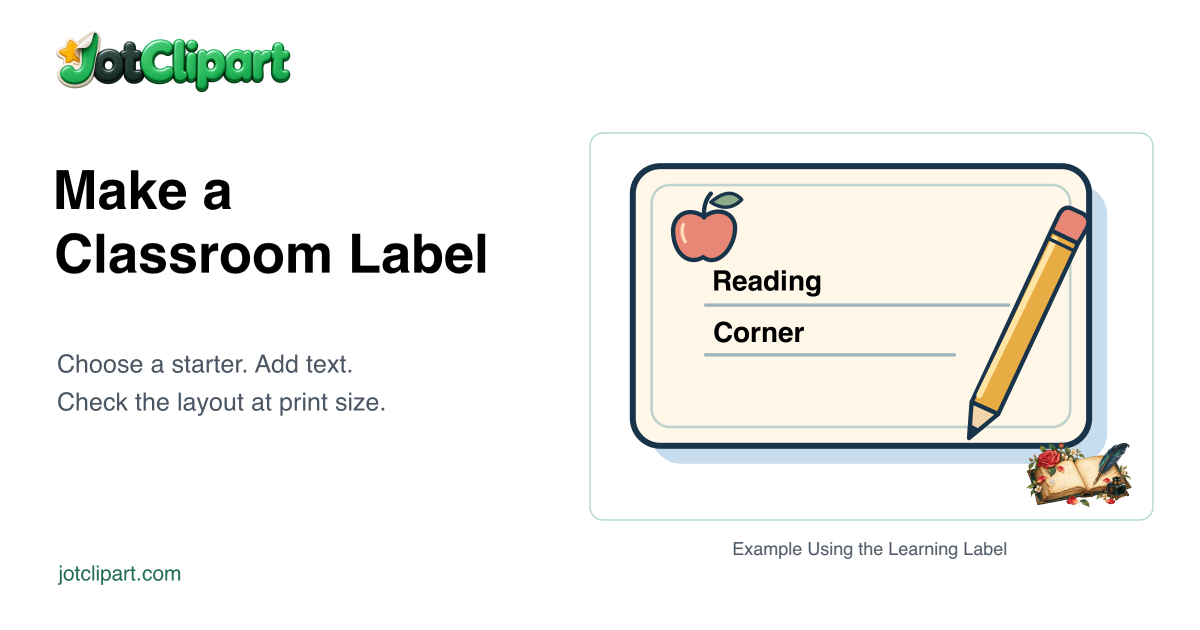 JotClipart
Make a
Classroom Label
Choose a starter. Add text.
Check the layout at print size.
jotclipart.com
Reading
Corner
Example Using the Learning Label